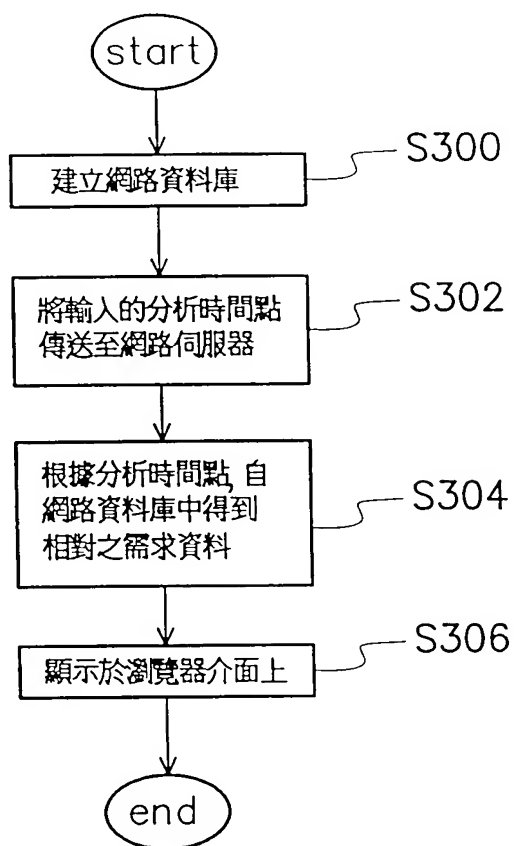 start
建立網路資料庫
S300
將輸入的分析時間點
傳送至網路伺服器
S302
根據分析時間點,自
網路資料庫中得到
相對之需求資料
S304
顯示於瀏覽器介面上
S306
end